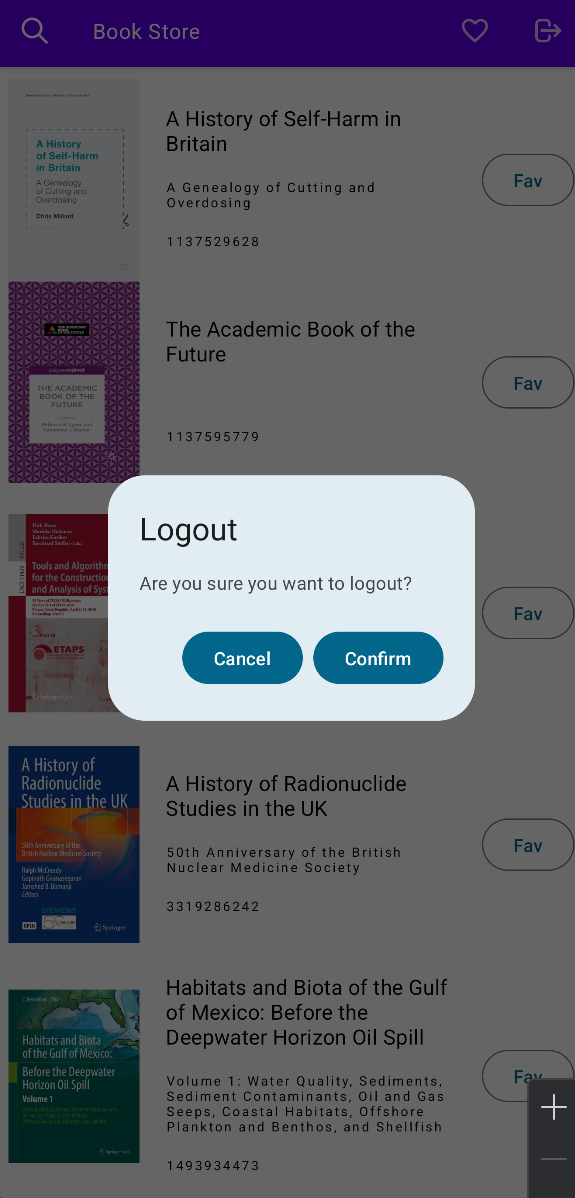 Book Store
A History
of Self-Harm
in Britain
A Genealogy
of Cutting and
Overdosing
Chris Millard
A History of Self-Harm in
Britain
A Genealogy of Cutting and
Overdosing
1137529628
Fav
palgrave pivot
THE ACADEMIC
BOOK OF THE
FUTURE
The Academic Book of the
Future
1137595779
Fav
Tools and Algorithm
for the Construction
and Analysis of Syst
ETAPS
Logout
Are you sure you want to logout?
Cancel
Confirm
Fav
A History of
Radionuclide
Studies in the UK
50th Anniversary of the
British Nuclear Medicine Society
Ralph McCready
Gopinath Gnanasegaran
Jamshed B. Bomanji
Editors
SIEMENS
OPEN
Springer
A History of Radionuclide
Studies in the UK
50th Anniversary of the British
Nuclear Medicine Society
3319286242
Fav
Habitats and Biota
of the Gulf of Mexico:
Before the Deepwater
Horizon Oil Spill
Volume 1
Springer
Habitats and Biota of the Gulf
of Mexico: Before the
Deepwater Horizon Oil Spill
Volume 1: Water Quality, Sediments,
Sediment Contaminants, Oil and Gas
Seeps, Coastal Habitats, Offshore
Plankton and Benthos, and Shellfish
1493934473
Fav